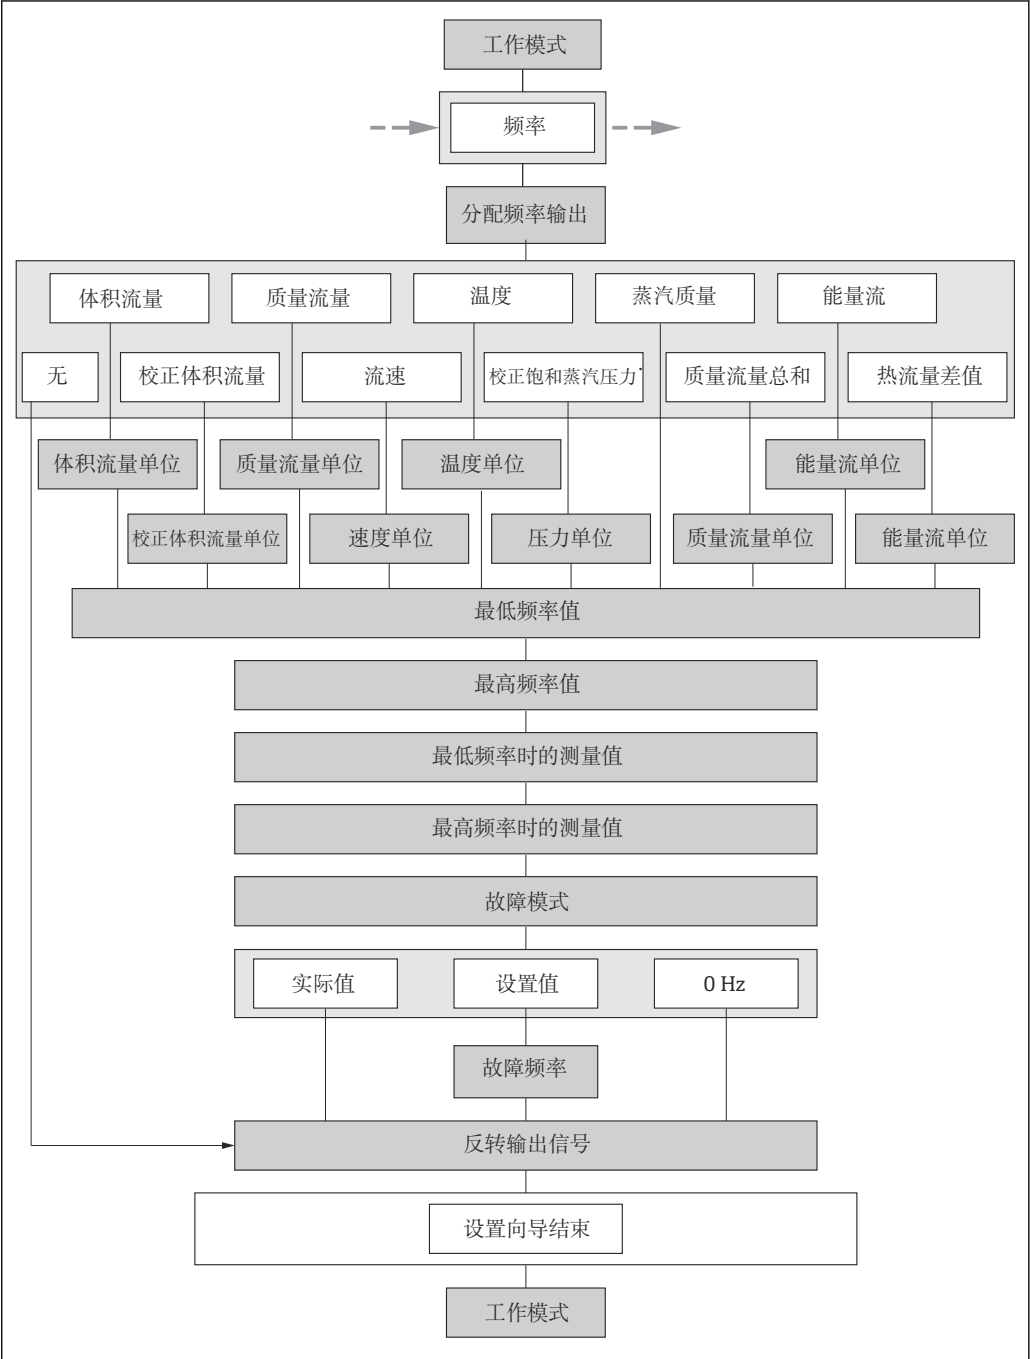 工作模式
频率
分配频率输出
体积流量
质量流量
温度
蒸汽质量
能量流
无
校正体积流量
流速
校正饱和蒸汽压力*
质量流量总和
热流量差值
体积流量单位
质量流量单位
温度单位
能量流单位
校正体积流量单位
速度单位
压力单位
质量流量单位
能量流单位
最低频率值
最高频率值
最低频率时的测量值
最高频率时的测量值
故障模式
实际值
设置值
0 Hz
故障频率
反转输出信号
设置向导结束
工作模式